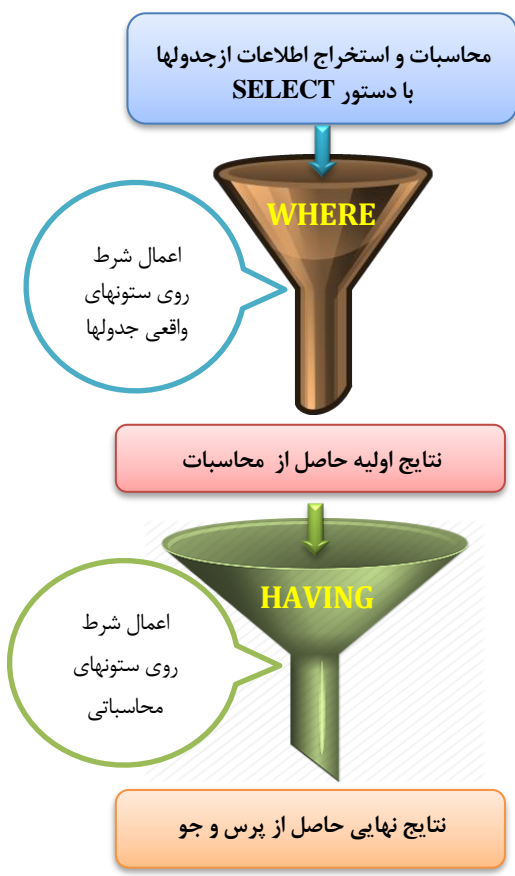 محاسبات و استخراج اطلاعات ازجدولها
با دستور SELECT
WHERE
اعمال شرط
روی ستونهای
واقعی جدولها
نتایج اولیه حاصل از محاسبات
HAVING
اعمال شرط
روی ستونهای
محاسباتی
نتایج نهایی حاصل از پرس و جو